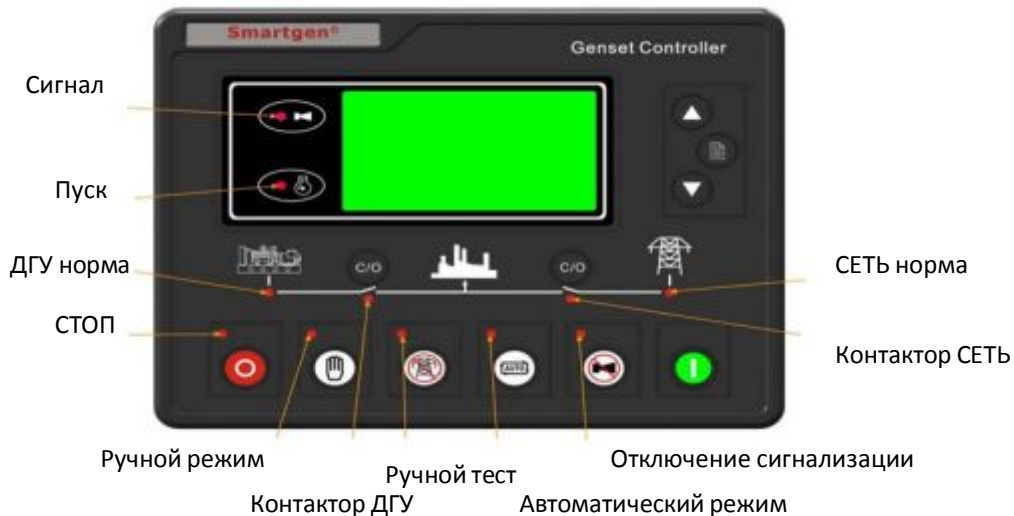 Smartgen®
Genset Controller
Сигнал
Пуск
ДГУ норма
C/O
C/O
СЕТЬ норма
СТОП
Контактор СЕТЬ
AUTO
Ручной режим
Ручной тест
Отключение сигнализации
Контактор ДГУ
Автоматический режим